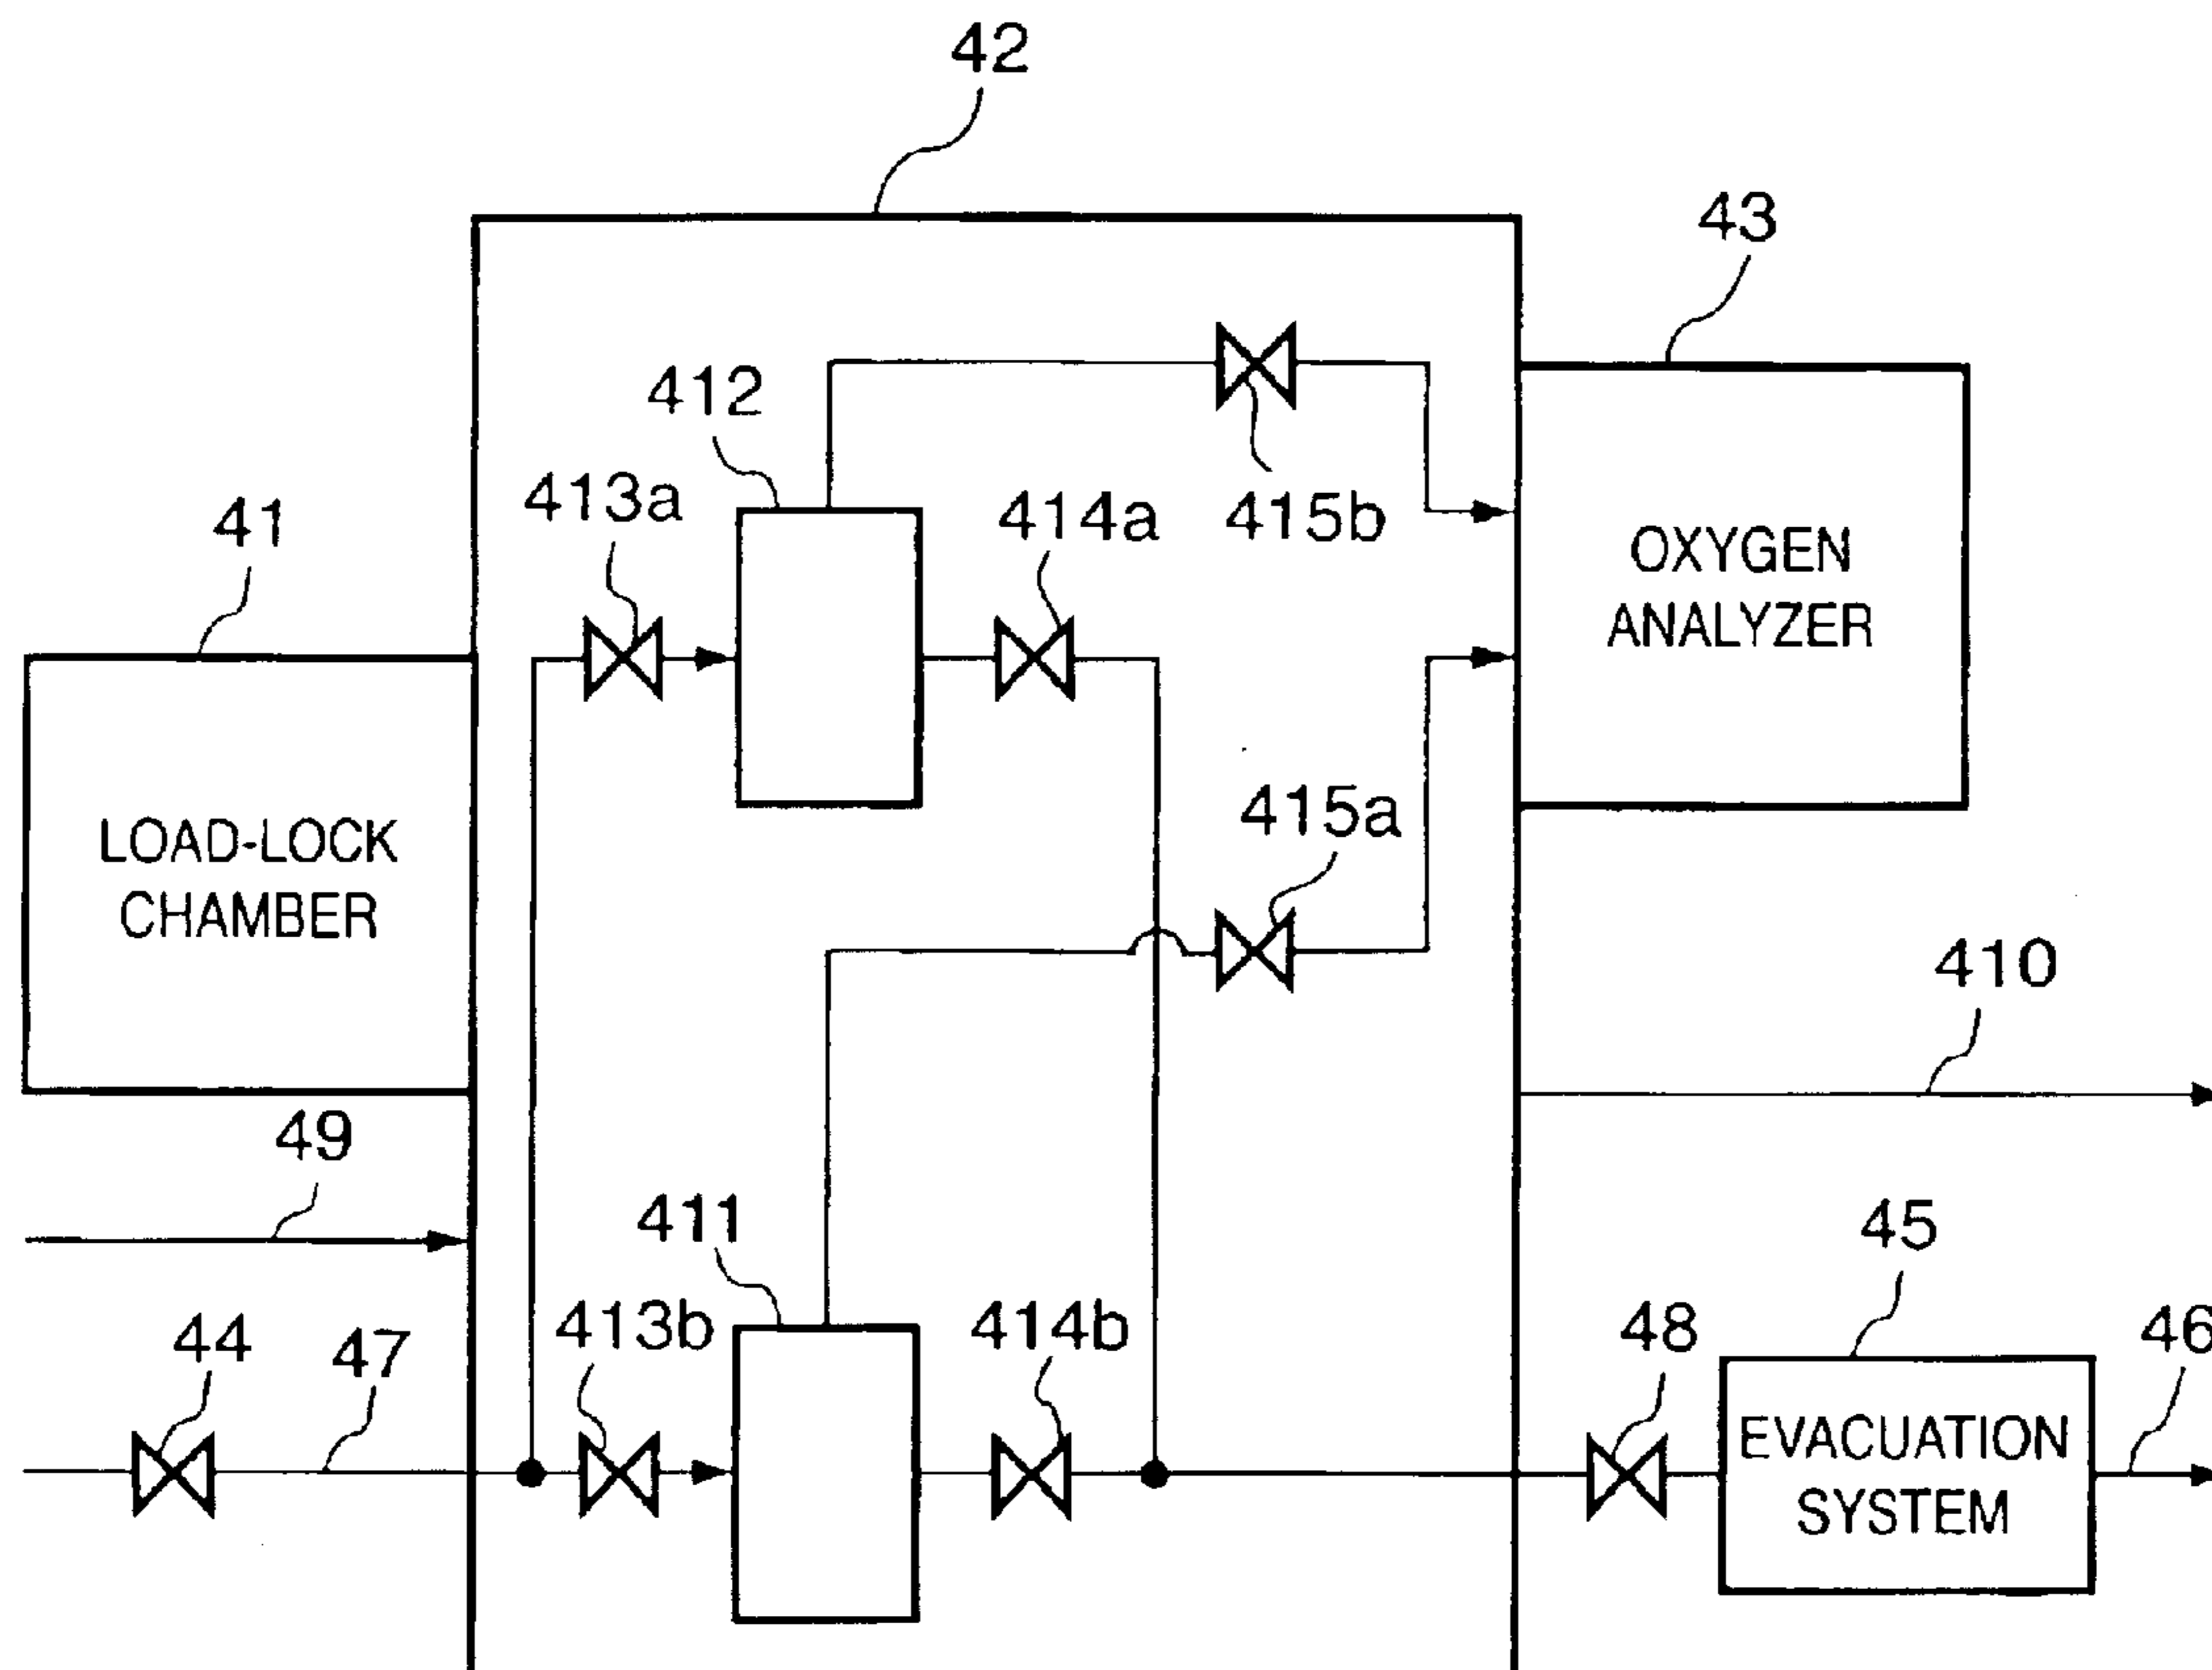 42
43
412
413a
414a
415b
41
OXYGEN
ANALYZER
415a
LOAD-LOCK
CHAMBER
410
49
411
45
413b
414b
48
46
44
47
EVACUATION
SYSTEM